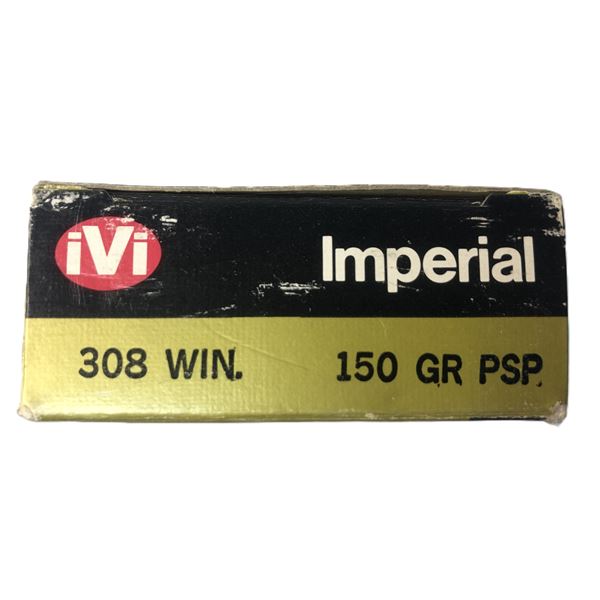 iVi
Imperial
308 WIN.
150 GR PSP